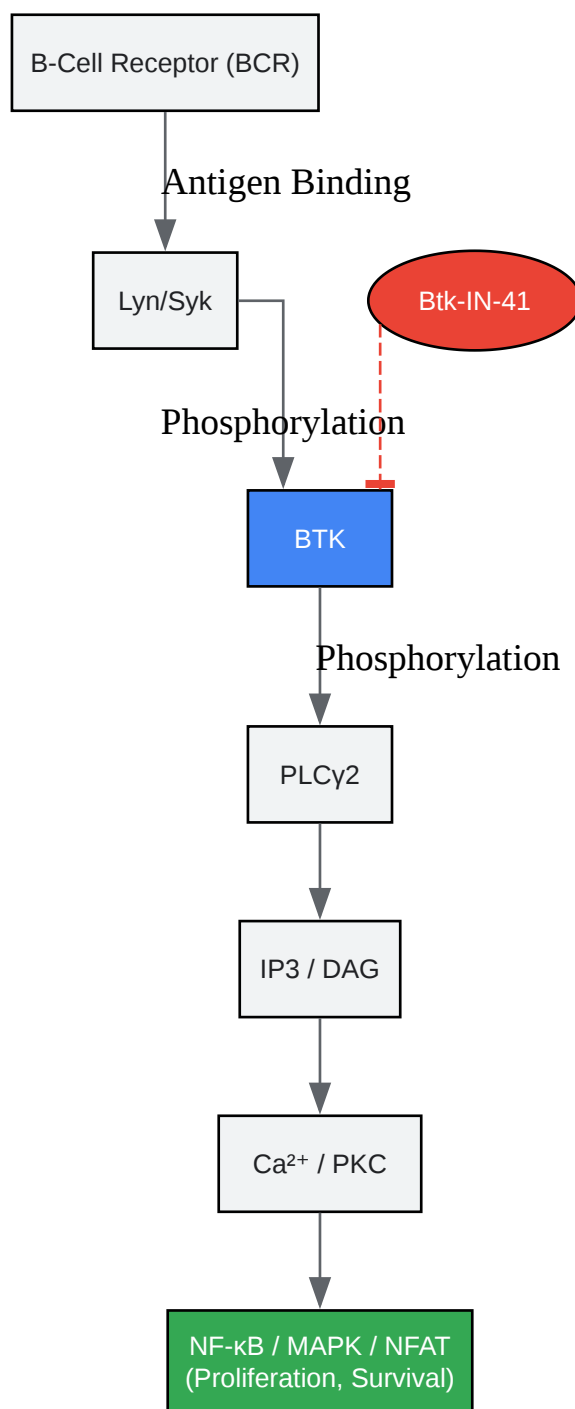 B-Cell Receptor (BCR)
Antigen Binding
Lyn/Syk
Btk-IN-41
Phosphorylation
BTK
Phosphorylation
PLCγ2
IP3 / DAG
Ca²⁺ / PKC
NF-κB / MAPK / NFAT
(Proliferation, Survival)